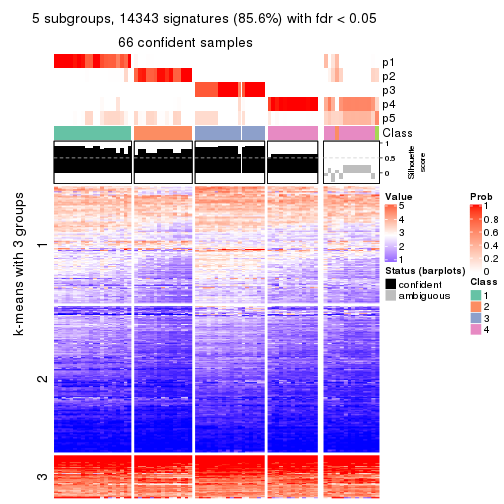 5 subgroups, 14343 signatures (85.6%) with fdr < 0.05
66 confident samples
p1
p2
p3
p4
p5
Class
1
0.5
0
Silhouette
score
k-means with 3 groups
1
2
3
Value
5
4
3
2
1
Status (barplots)
confident
ambiguous
Prob
1
0.8
0.6
0.4
0.2
0
Class
1
2
3
4